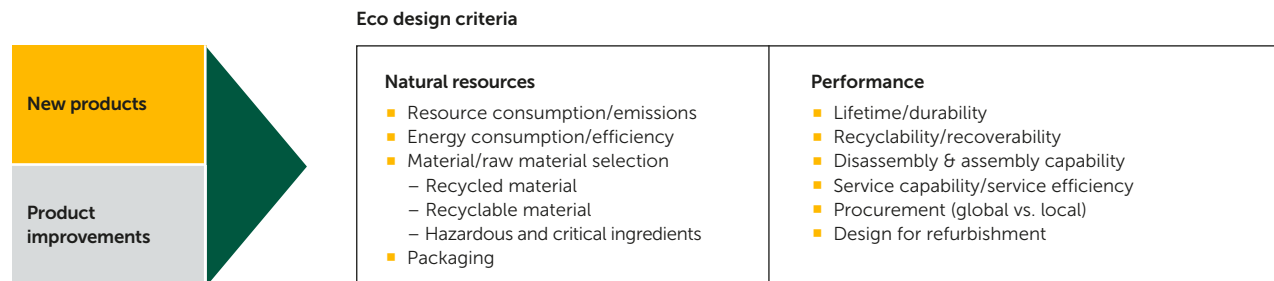 Eco design criteria
New products
Product
improvements
Natural resources
▪ Resource consumption/emissions
▪ Energy consumption/efficiency
▪ Material/raw material selection
– Recycled material
– Recyclable material
– Hazardous and critical ingredients
▪ Packaging
Performance
▪ Lifetime/durability
▪ Recyclability/recoverability
▪ Disassembly & assembly capability
▪ Service capability/service efficiency
▪ Procurement (global vs. local)
▪ Design for refurbishment